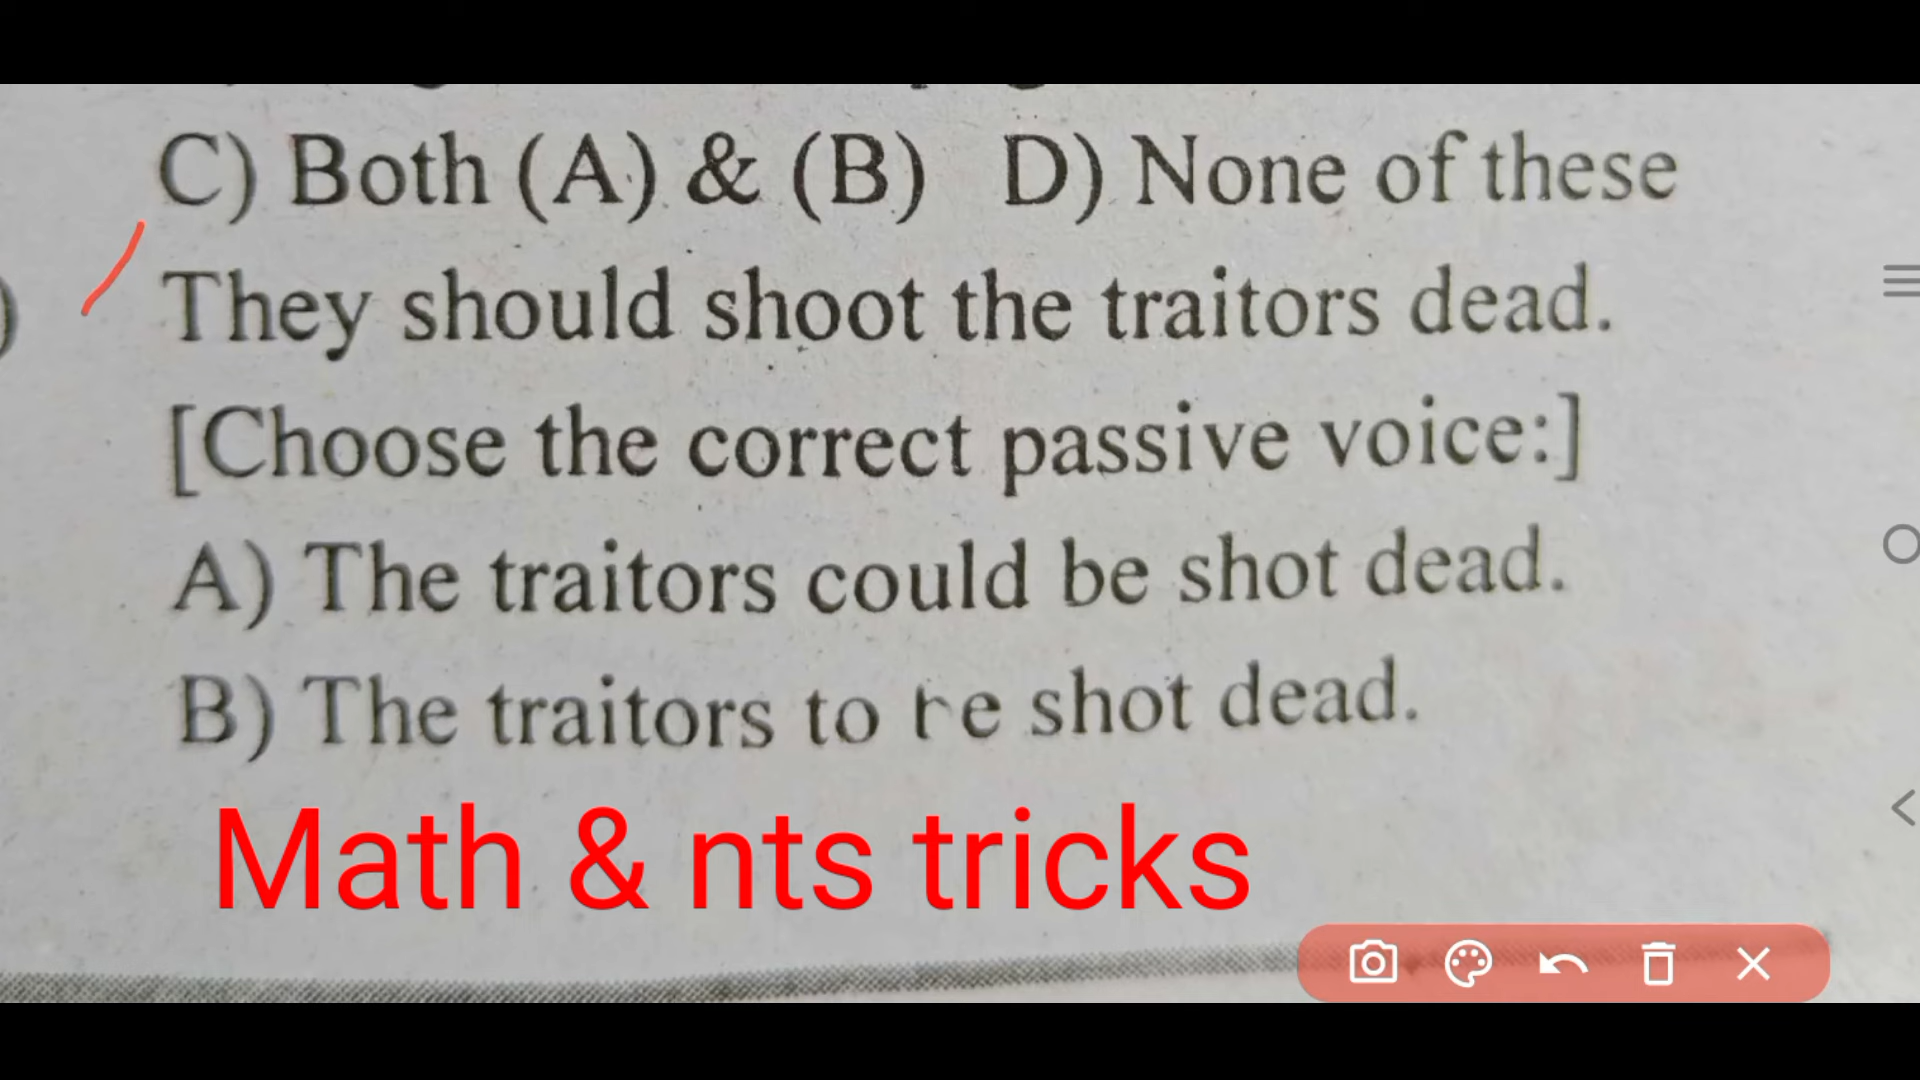 C) Both (A) & (B) D) None of these
) They should shoot the traitors dead.
[Choose the correct passive voice:]
A) The traitors could be shot dead.
B) The traitors to be shot dead.
Math & nts tricks